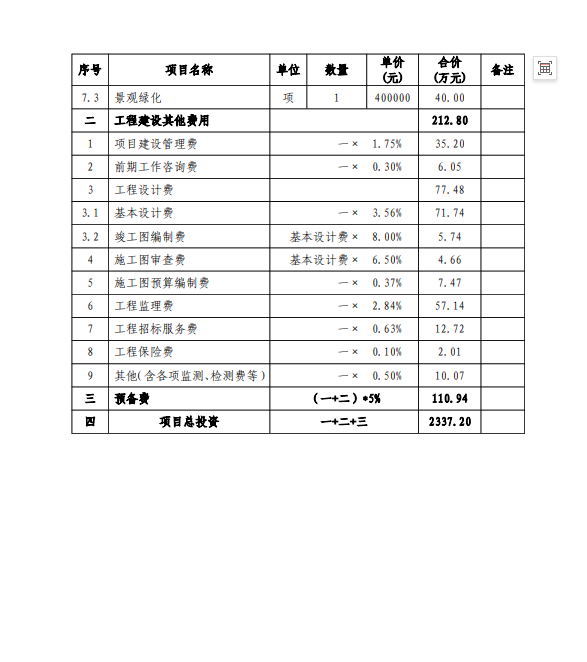 序号 项目名称 单位 数量 单价(元) 合价(万元) 备注
7.3 景观绿化 项 1 400000 40.00
二 工程建设其他费用 212.80
1 项目建设管理费 一× 1.75% 35.20
2 前期工作咨询费 一× 0.30% 6.05
3 工程设计费 77.48
3.1 基本设计费 一× 3.56% 71.74
3.2 竣工图编制费 基本设计费× 8.00% 5.74
4 施工图审查费 基本设计费× 6.50% 4.66
5 施工图预算编制费 一× 0.37% 7.47
6 工程监理费 一× 2.84% 57.14
7 工程招标服务费 一× 0.63% 12.72
8 工程保险费 一× 0.10% 2.01
9 其他(含各项监测、检测费等) 一× 0.50% 10.07
三 预备费 (一+二)*5% 110.94
四 项目总投资 一+二+三 2337.20